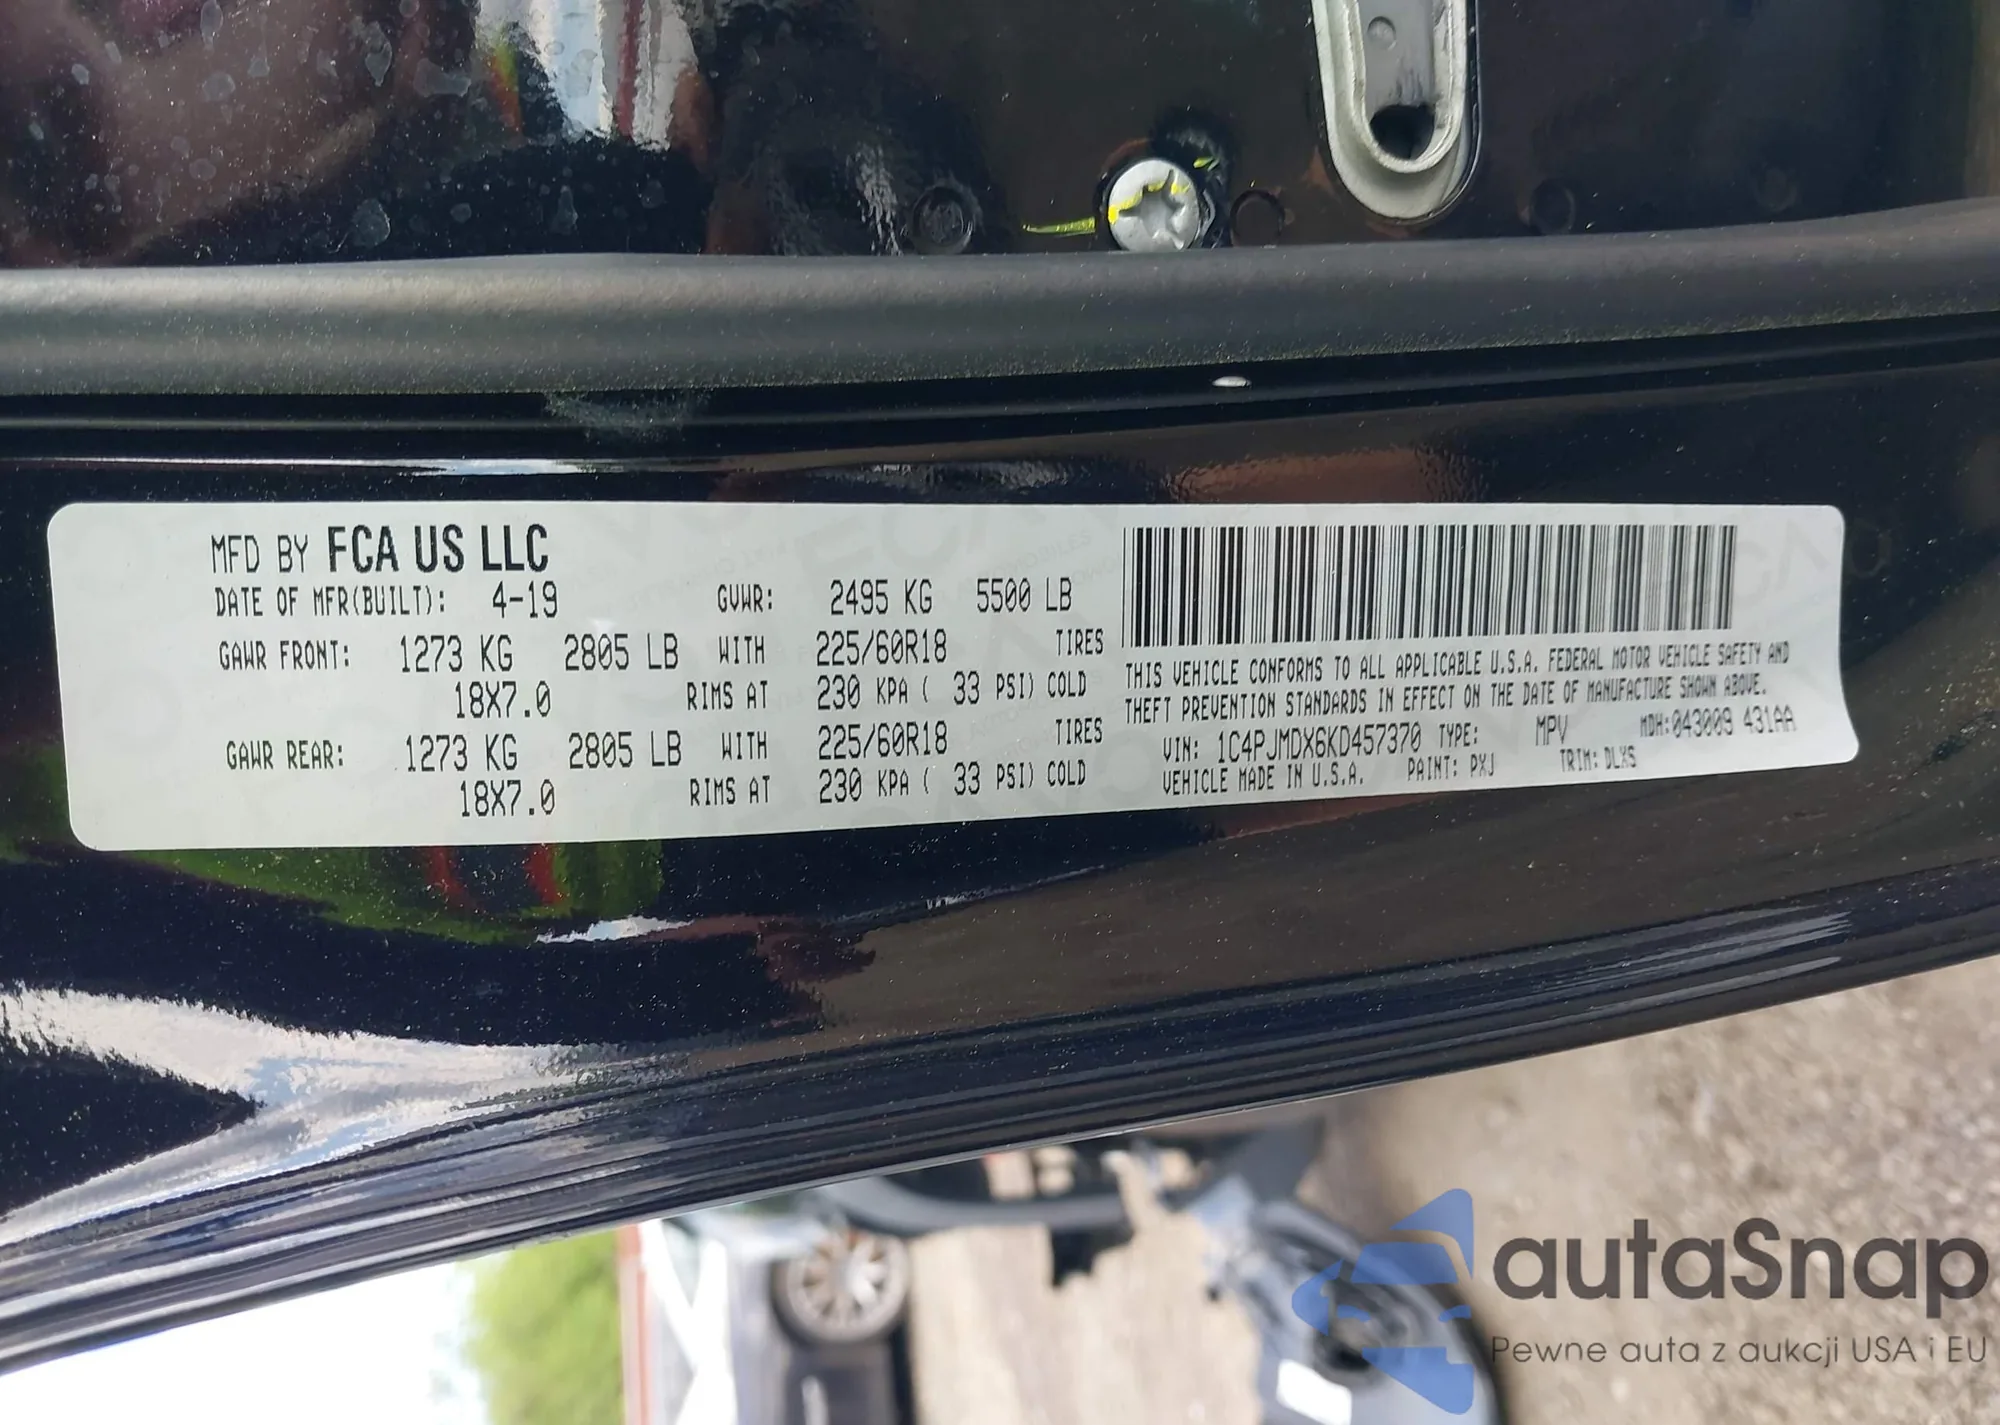 MFD BY FCA US LLC
DATE OF MFR(BUILT): 4-19 GVWR: 2495 KG 5500 LB
GAWR FRONT: 1273 KG 2805 LB WITH 225/60R18 TIRES
18X7.0 RIMS AT 230 KPA ( 33 PSI) COLD
GAWR REAR: 1273 KG 2805 LB WITH 225/60R18 TIRES
18X7.0 RIMS AT 230 KPA ( 33 PSI) COLD
THIS VEHICLE CONFORMS TO ALL APPLICABLE U.S.A. FEDERAL MOTOR VEHICLE SAFETY AND
THEFT PREVENTION STANDARDS IN EFFECT ON THE DATE OF MANUFACTURE SHOWN ABOVE.
VIN: 1C4PJMDX6KD457370 TYPE: MPV MDH:043009 431AA
VEHICLE MADE IN U.S.A. PAINT: PXJ TRIM: DLXS
autaSnap
Pewne auta z aukcji USA i EU